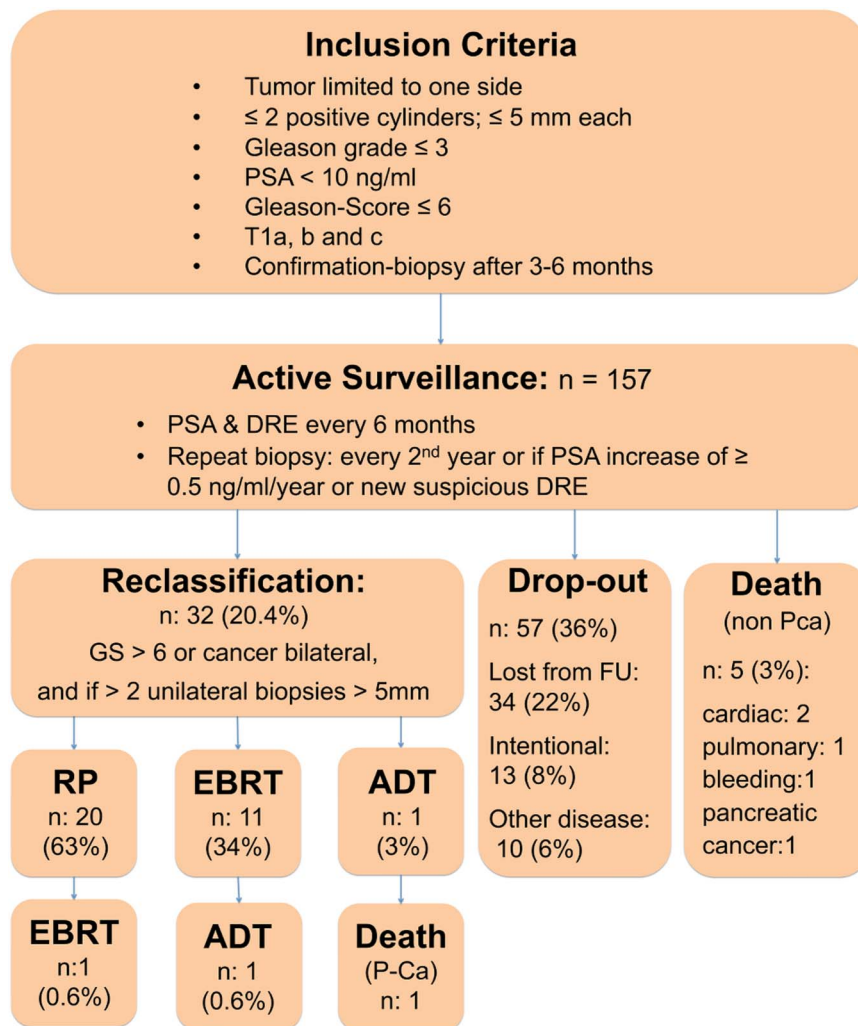 Inclusion Criteria
• Tumor limited to one side
• ≤ 2 positive cylinders; ≤ 5 mm each
• Gleason grade ≤ 3
• PSA < 10 ng/ml
• Gleason-Score ≤ 6
• T1a, b and c
• Confirmation-biopsy after 3-6 months
Active Surveillance: n = 157
• PSA & DRE every 6 months
• Repeat biopsy: every 2nd year or if PSA increase of ≥
0.5 ng/ml/year or new suspicious DRE
Reclassification:
n: 32 (20.4%)
GS > 6 or cancer bilateral,
and if > 2 unilateral biopsies > 5mm
Drop-out
n: 57 (36%)
Lost from FU:
34 (22%)
Intentional:
13 (8%)
Other disease:
10 (6%)
Death
(non Pca)
n: 5 (3%):
cardiac: 2
pulmonary: 1
bleeding:1
pancreatic
cancer:1
RP
n: 20
(63%)
EBRT
n: 11
(34%)
ADT
n: 1
(3%)
EBRT
n:1
(0.6%)
ADT
n: 1
(0.6%)
Death
(P-Ca)
n: 1